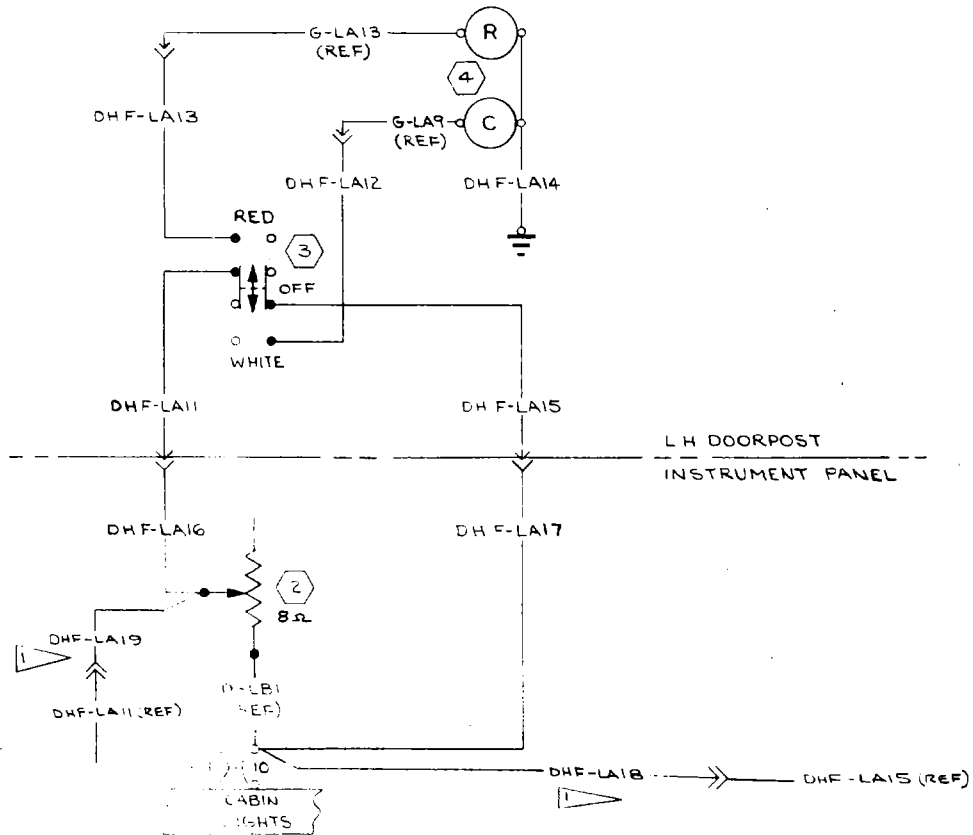 G-LA13
(REF)
R
4
DHF-LA13
G-LA9
(REF)
C
DHF-LA12
DHF-LA14
RED
3
OFF
WHITE
DHF-LA11
DHF-LA15
LH DOORPOST
INSTRUMENT PANEL
DHF-LA16
DHF-LA17
2
8Ω
DHF-LA19
1
DHF-LA11 (REF)
10
DHF-LA18
DHF-LA15 (REF)
1